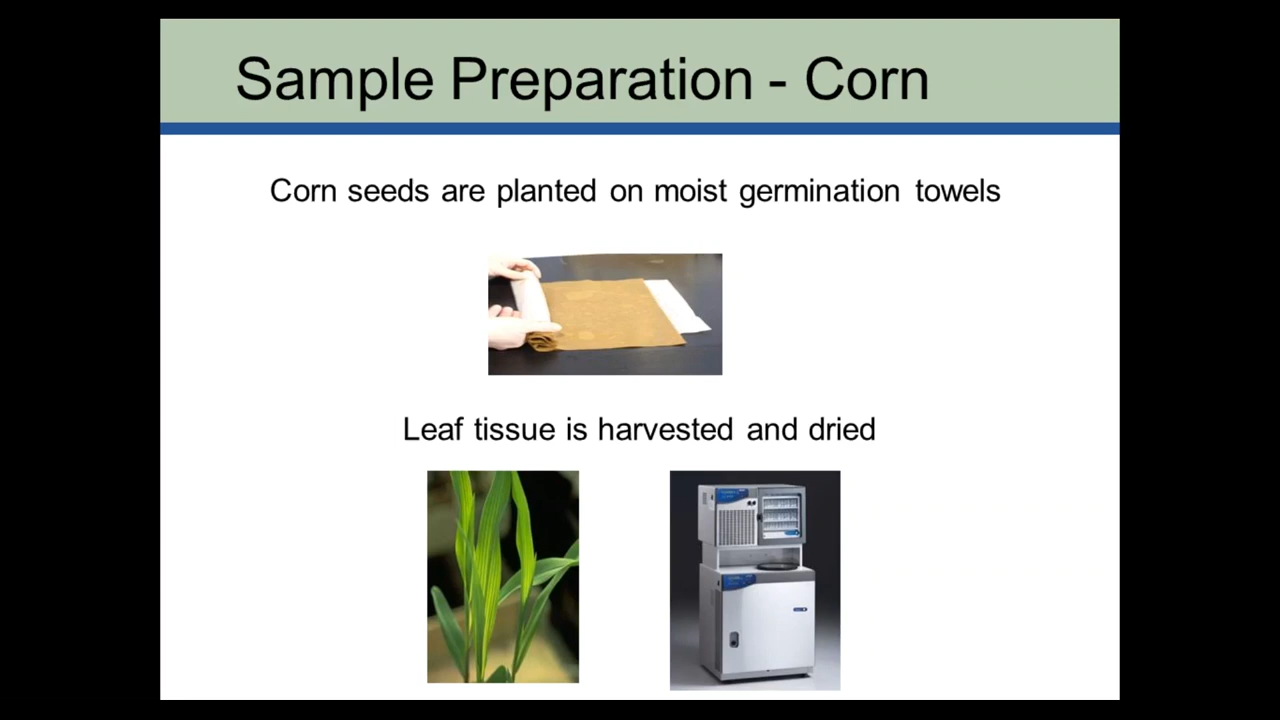 Sample Preparation - Corn
Corn seeds are planted on moist germination towels
Leaf tissue is harvested and dried